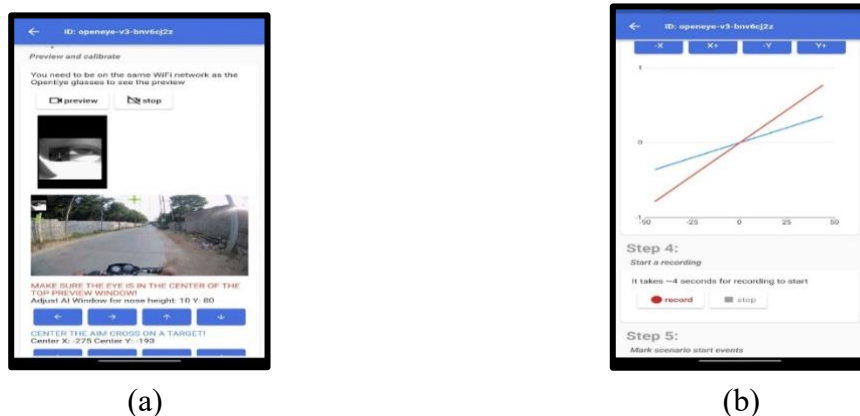 ID: openeye-v3-bnv6cj2z
Preview and calibrate
You need to be on the same WiFi network as the
OpenEye glasses to see the preview
preview
stop
MAKE SURE THE EYE IS IN THE CENTER OF THE
TOP PREVIEW WINDOW!
Adjust AI Window for nose height: 10 Y: 80
CENTER THE AIM CROSS ON A TARGET!
Center X: -275 Center Y: -193
(a)
ID: openeye-v3-bnv6cj2z
-X X+ -Y Y+
1
0
-1
-50 -25 0 25 50
Step 4:
Start a recording
It takes ~4 seconds for recording to start
record stop
Step 5:
Mark scenario start events
(b)